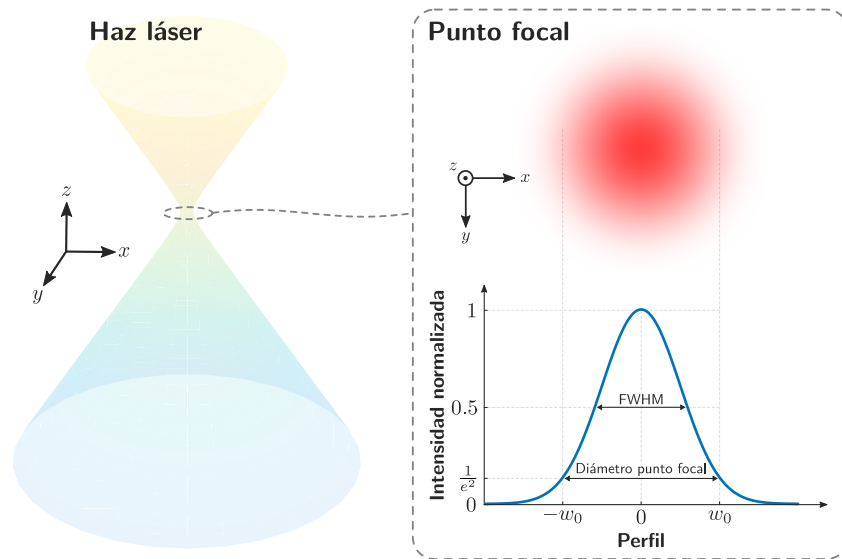 Haz láser
Punto focal
z
x
y
z
x
y
Intensidad normalizada
1
0.5
1/e²
0
FWHM
Diámetro punto focal
−w₀
0
w₀
Perfil